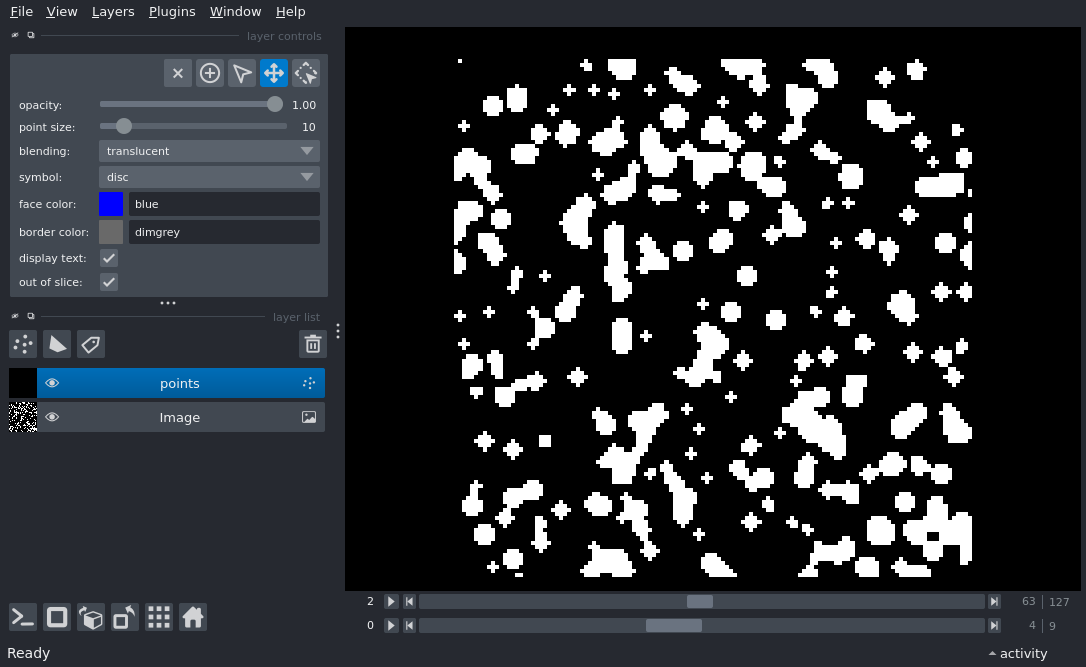 File View Layers Plugins Window Help
layer controls
opacity: 1.00
point size: 10
blending: translucent
symbol: disc
face color: blue
border color: dimgrey
display text:
out of slice:
layer list
points
Image
2 63 127
0 4 9
Ready activity